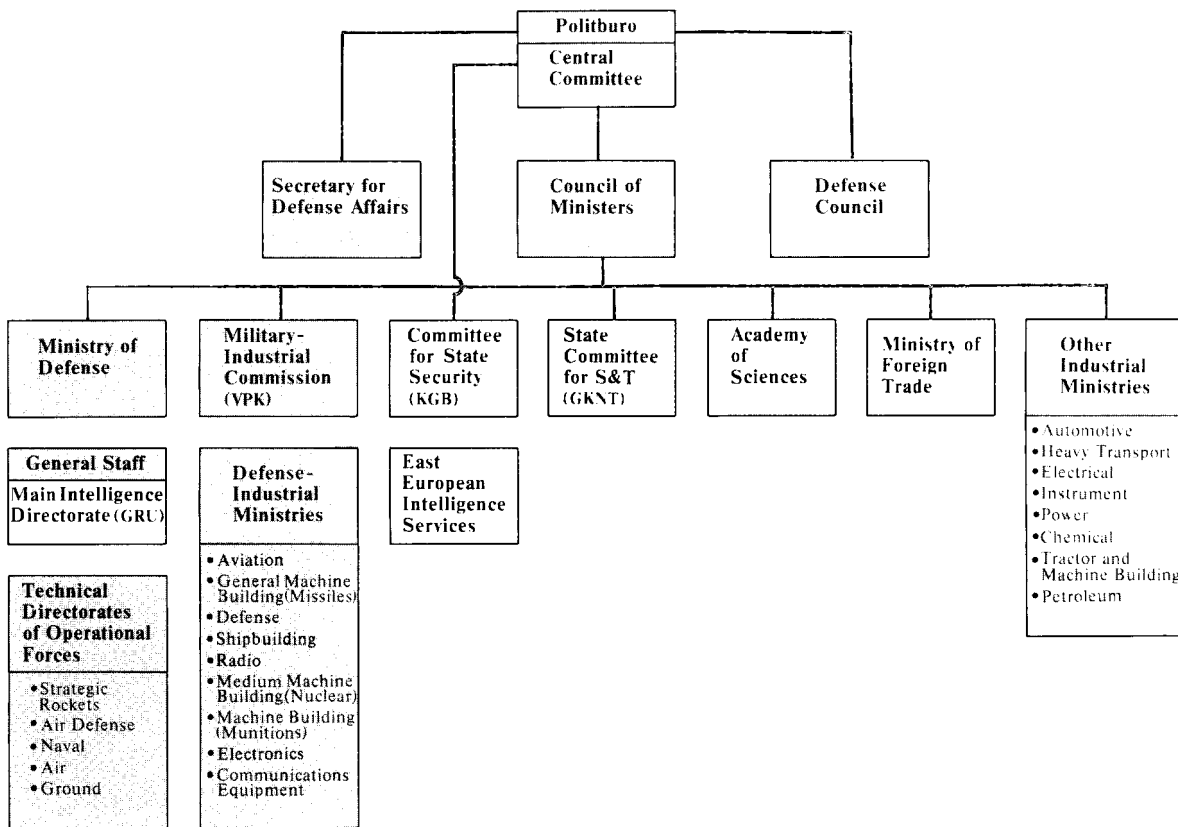 Politburo
Central
Committee
Secretary for
Defense Affairs
Council of
Ministers
Defense
Council
Ministry of
Defense
Military-
Industrial
Commission
(VPK)
Committee
for State
Security
(KGB)
State
Committee
for S&T
(GKNT)
Academy
of
Sciences
Ministry of
Foreign
Trade
Other
Industrial
Ministries
• Automotive
• Heavy Transport
• Electrical
• Instrument
• Power
• Chemical
• Tractor and
Machine Building
• Petroleum
General Staff
Main Intelligence
Directorate (GRU)
Defense-
Industrial
Ministries
• Aviation
• General Machine
Building (Missiles)
• Defense
• Shipbuilding
• Radio
• Medium Machine
Building (Nuclear)
• Machine Building
(Munitions)
• Electronics
• Communications
Equipment
East
European
Intelligence
Services
Technical
Directorates
of Operational
Forces
• Strategic
Rockets
• Air Defense
• Naval
• Air
• Ground